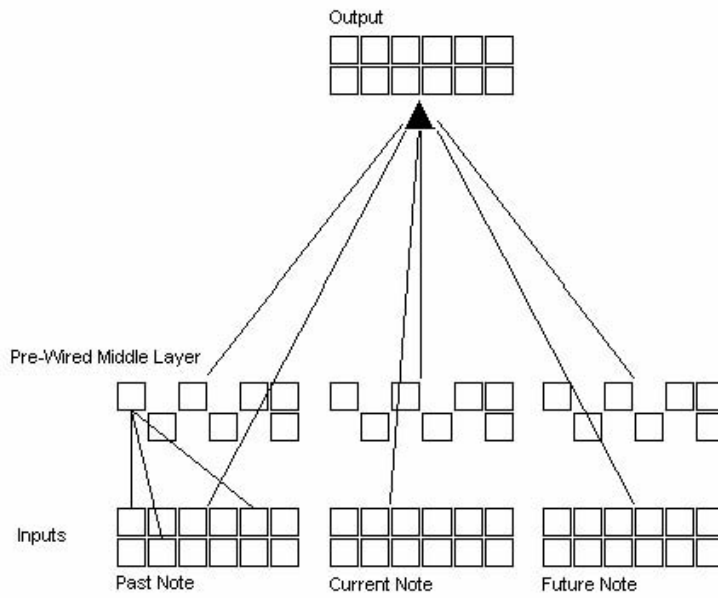 Output
Pre-Wired Middle Layer
Inputs
Past Note
Current Note
Future Note